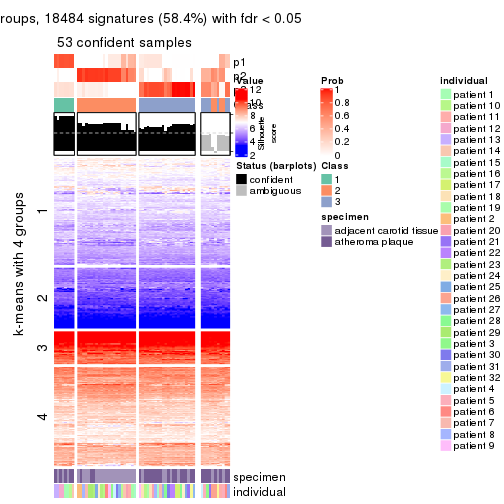 roups, 18484 signatures (58.4%) with fdr < 0.05
53 confident samples
p1
p2
k-means with 4 groups
1
2
3
4
Value
12
10
8
6
4
2
Silhouette
score
Prob
1
0.8
0.6
0.4
0.2
0
Status (barplots)
confident
ambiguous
Class
1
2
3
specimen
adjacent carotid tissue
atheroma plaque
individual
patient 1
patient 10
patient 11
patient 12
patient 13
patient 14
patient 15
patient 16
patient 17
patient 18
patient 19
patient 2
patient 20
patient 21
patient 22
patient 23
patient 24
patient 25
patient 26
patient 27
patient 28
patient 29
patient 3
patient 30
patient 31
patient 32
patient 4
patient 5
patient 6
patient 7
patient 8
patient 9
specimen
individual